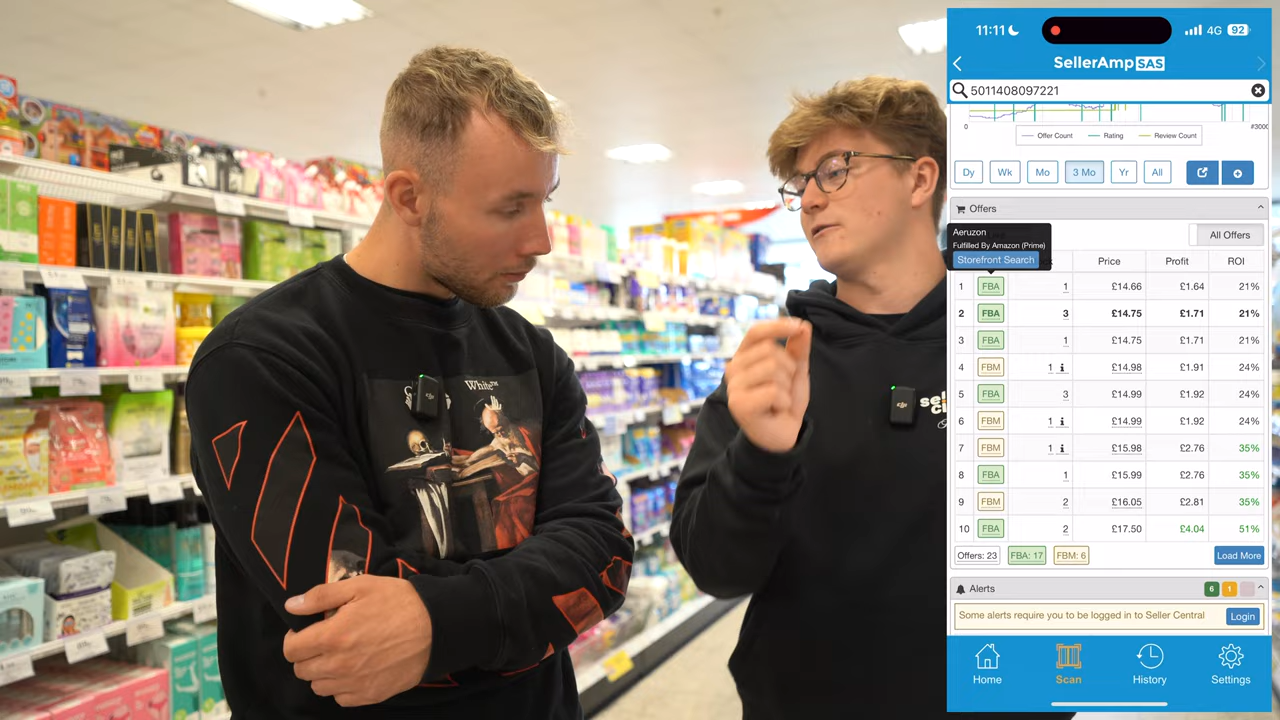 11:11
4G
92
SellerAmp SAS
5011408097221
0
#3000
Offer Count
Rating
Review Count
Dy
Wk
Mo
3 Mo
Yr
All
Offers
Aeruzon
Fulfilled By Amazon (Prime)
Storefront Search
All Offers
Price Profit ROI
1 FBA 1 £14.66 £1.64 21%
2 FBA 3 £14.75 £1.71 21%
3 FBA 1 £14.75 £1.71 21%
4 FBM 1 £14.98 £1.91 24%
5 FBA 3 £14.99 £1.92 24%
6 FBM 1 £14.99 £1.92 24%
7 FBM 1 £15.98 £2.76 35%
8 FBA 1 £15.99 £2.76 35%
9 FBM 2 £16.05 £2.81 35%
10 FBA 2 £17.50 £4.04 51%
Offers: 23 FBA: 17 FBM: 6 Load More
Alerts 6 1
Some alerts require you to be logged in to Seller Central Login
Home Scan History Settings
White
dji
dji